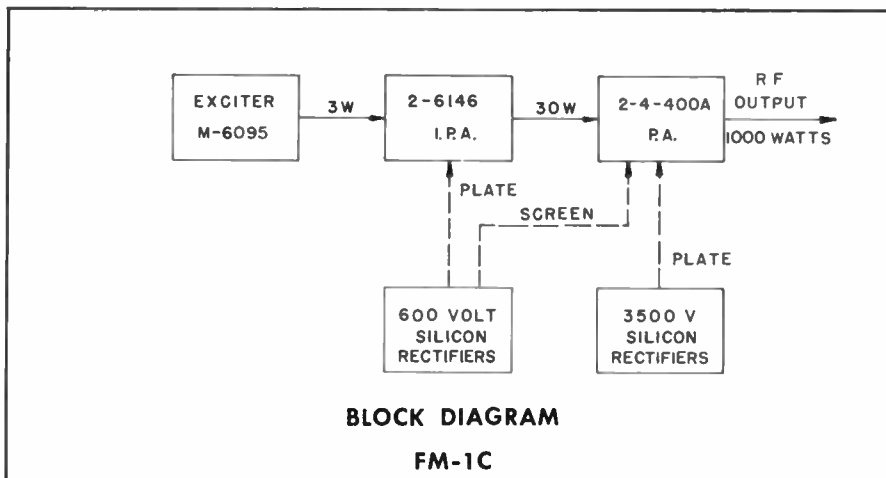 EXCITER
M-6095
3W
2-6146
I.P.A.
30W
2-4-400A
P.A.
RF
OUTPUT
1000 WATTS
PLATE
SCREEN
PLATE
600 VOLT
SILICON
RECTIFIERS
3500 V
SILICON
RECTIFIERS
BLOCK DIAGRAM
FM-1C